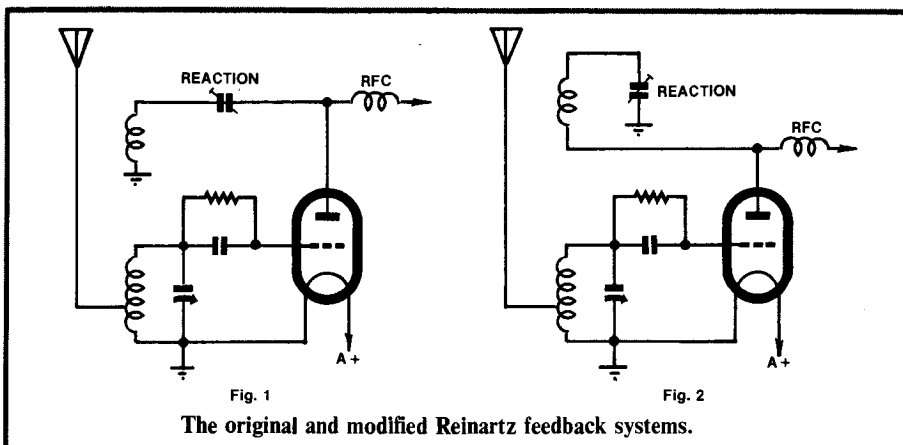 REACTION
RFC
A+
Fig. 1
REACTION
RFC
A+
Fig. 2
The original and modified Reinartz feedback systems.